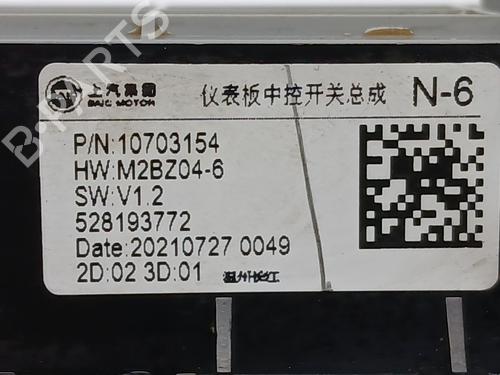 上汽集团 仪表板中控开关总成 N-6
SAIC MOTOR
P/N:10703154
HW:M2BZ04-6
SW:V1.2
528193772
Date:20210727 0049
2D:02 3D:01 温州长江
B-PARTS